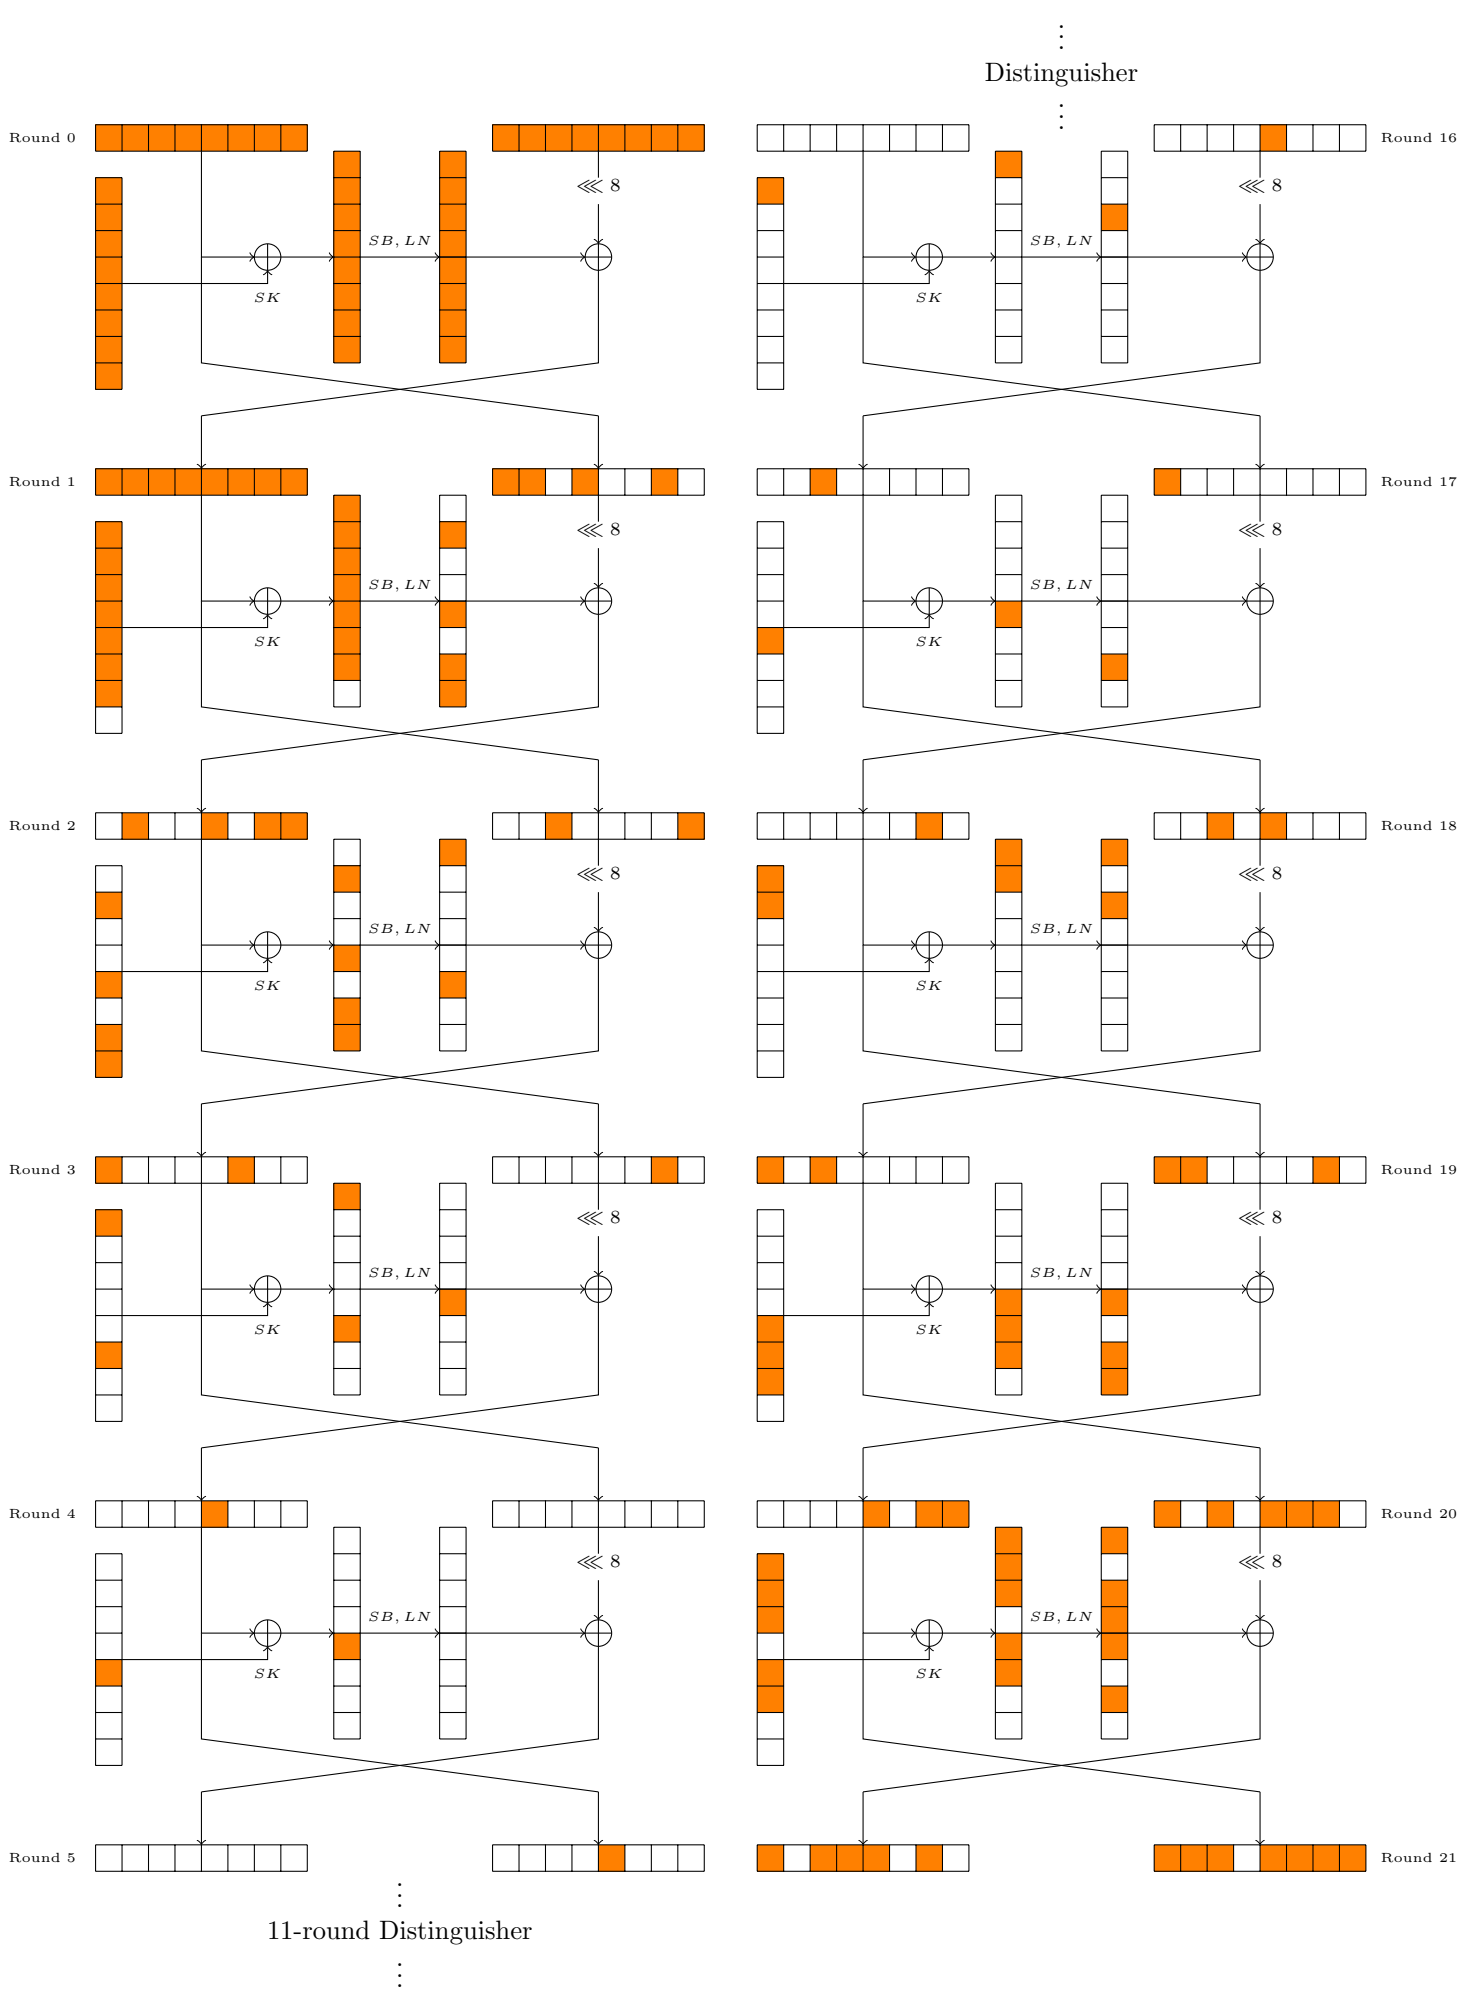 ⋮
Distinguisher
⋮
Round 0
Round 16
⋘ 8
⋘ 8
SB, LN
SB, LN
SK
SK
Round 1
Round 17
⋘ 8
⋘ 8
SB, LN
SB, LN
SK
SK
Round 2
Round 18
⋘ 8
⋘ 8
SB, LN
SB, LN
SK
SK
Round 3
Round 19
⋘ 8
⋘ 8
SB, LN
SB, LN
SK
SK
Round 4
Round 20
⋘ 8
⋘ 8
SB, LN
SB, LN
SK
SK
Round 5
Round 21
⋮
11-round Distinguisher
⋮